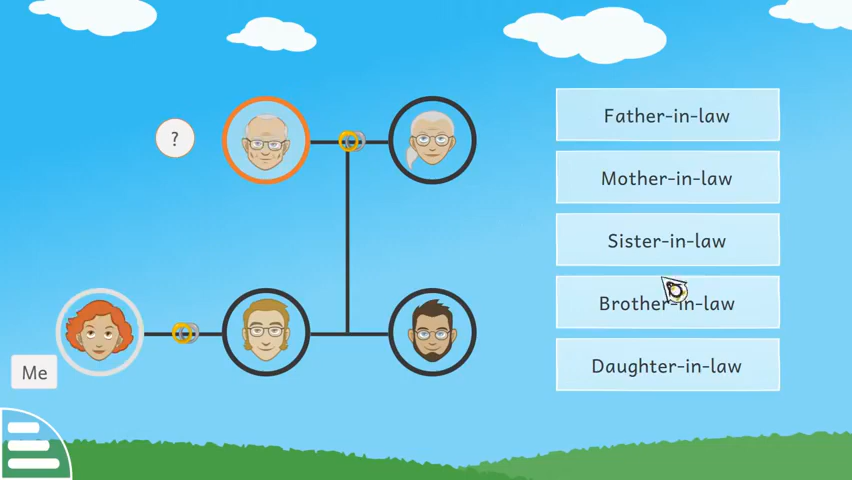 ?
Me
Father-in-law
Mother-in-law
Sister-in-law
Brother-in-law
Daughter-in-law